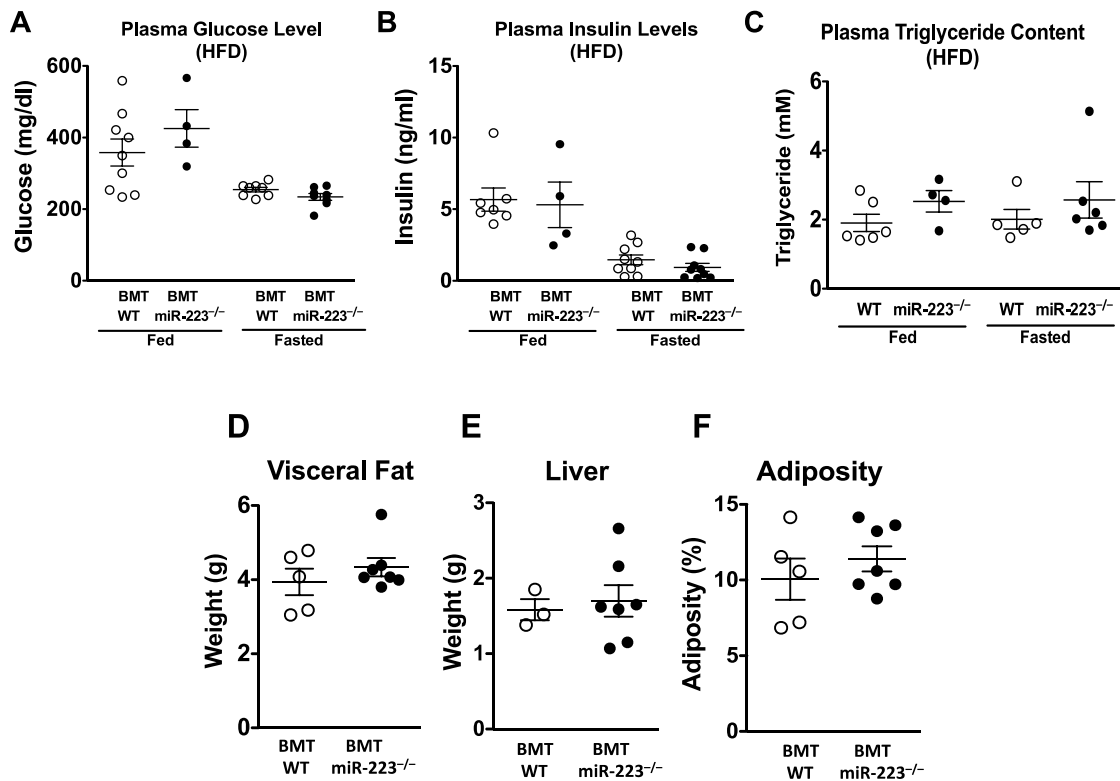 A
Plasma Glucose Level
(HFD)
Glucose (mg/dl)
600
400
200
0
BMT BMT BMT BMT
WT miR-223⁻/⁻ WT miR-223⁻/⁻
Fed Fasted
B
Plasma Insulin Levels
(HFD)
Insulin (ng/ml)
15
10
5
0
BMT BMT BMT BMT
WT miR-223⁻/⁻ WT miR-223⁻/⁻
Fed Fasted
C
Plasma Triglyceride Content
(HFD)
Triglyceride (mM)
6
4
2
0
WT miR-223⁻/⁻ WT miR-223⁻/⁻
Fed Fasted
D
Visceral Fat
Weight (g)
6
4
2
0
BMT BMT
WT miR-223⁻/⁻
E
Liver
Weight (g)
3
2
1
0
BMT BMT
WT miR-223⁻/⁻
F
Adiposity
Adiposity (%)
15
10
5
0
BMT BMT
WT miR-223⁻/⁻